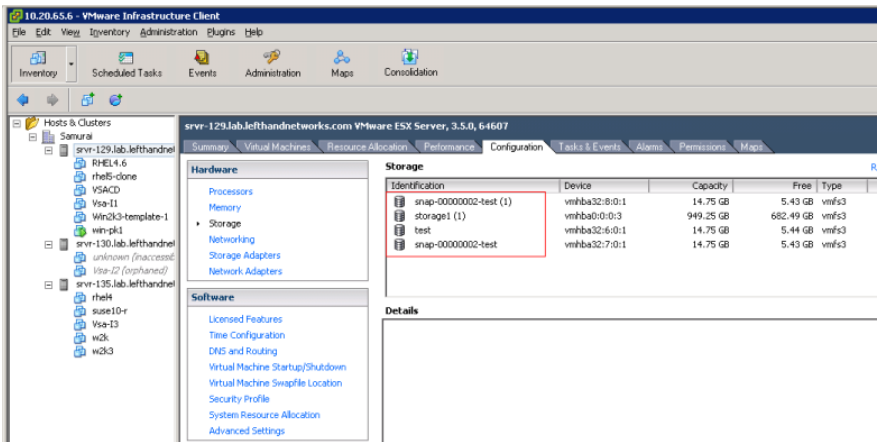 10.20.65.6 - VMware Infrastructure Client
File Edit View Inventory Administration Plugins Help
Inventory Scheduled Tasks Events Administration Maps Consolidation
Hosts & Clusters
Samurai
srvr-129.lab.lefthandnet
RHEL4.6
rhel5-clone
VSACD
Vsa-I1
Win2k3-template-1
win-pk1
srvr-130.lab.lefthandnet
unknown (inaccessib
Vsa-I2 (orphaned)
srvr-135.lab.lefthandnet
rhel4
suse10-r
Vsa-I3
w2k
w2k3
srvr-129.lab.lefthandnetworks.com VMware ESX Server, 3.5.0, 64607
Summary Virtual Machines Resource Allocation Performance Configuration Tasks & Events Alarms Permissions Maps
Hardware
Processors
Memory
Storage
Networking
Storage Adapters
Network Adapters
Software
Licensed Features
Time Configuration
DNS and Routing
Virtual Machine Startup/Shutdown
Virtual Machine Swapfile Location
Security Profile
System Resource Allocation
Advanced Settings
Storage R
Identification Device Capacity Free Type
snap-00000002-test (1) vmhba32:8:0:1 14.75 GB 5.43 GB vmfs3
storage1 (1) vmhba0:0:0:3 949.25 GB 682.49 GB vmfs3
test vmhba32:6:0:1 14.75 GB 5.44 GB vmfs3
snap-00000002-test vmhba32:7:0:1 14.75 GB 5.43 GB vmfs3
Details